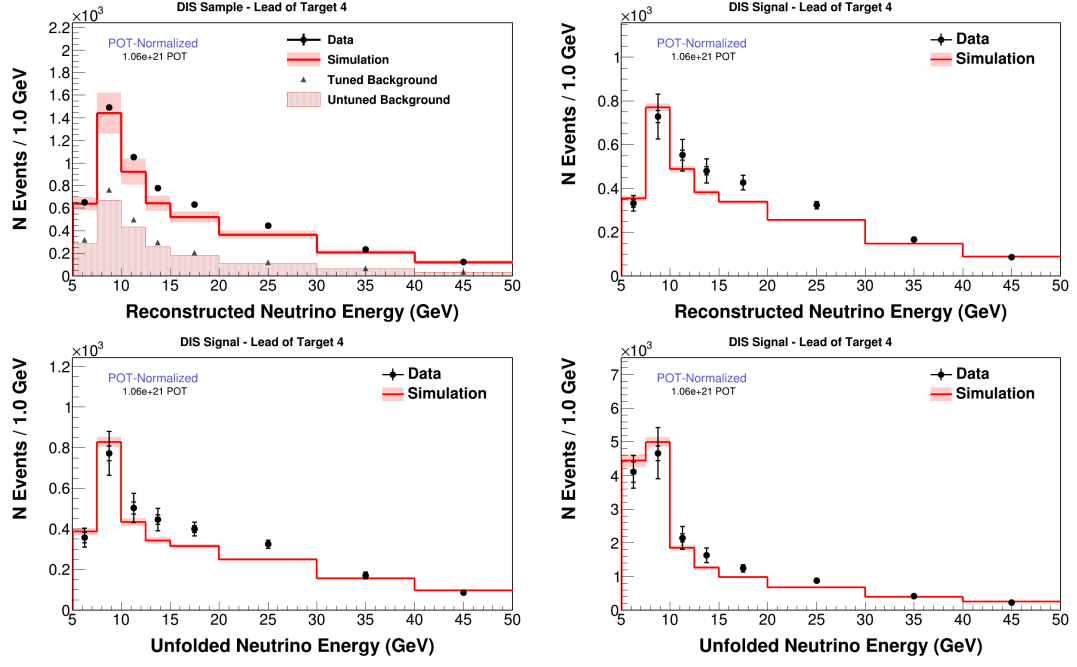 DIS Sample - Lead of Target 4
×10³
POT-Normalized
1.06e+21 POT
Data
Simulation
Tuned Background
Untuned Background
N Events / 1.0 GeV
2.2
2
1.8
1.6
1.4
1.2
1
0.8
0.6
0.4
0.2
0
5 10 15 20 25 30 35 40 45 50
Reconstructed Neutrino Energy (GeV)
DIS Signal - Lead of Target 4
×10³
POT-Normalized
1.06e+21 POT
Data
Simulation
N Events / 1.0 GeV
1
0.8
0.6
0.4
0.2
0
5 10 15 20 25 30 35 40 45 50
Reconstructed Neutrino Energy (GeV)
DIS Signal - Lead of Target 4
×10³
POT-Normalized
1.06e+21 POT
Data
Simulation
N Events / 1.0 GeV
1.2
1
0.8
0.6
0.4
0.2
0
5 10 15 20 25 30 35 40 45 50
Unfolded Neutrino Energy (GeV)
DIS Signal - Lead of Target 4
×10³
POT-Normalized
1.06e+21 POT
Data
Simulation
N Events / 1.0 GeV
7
6
5
4
3
2
1
0
5 10 15 20 25 30 35 40 45 50
Unfolded Neutrino Energy (GeV)